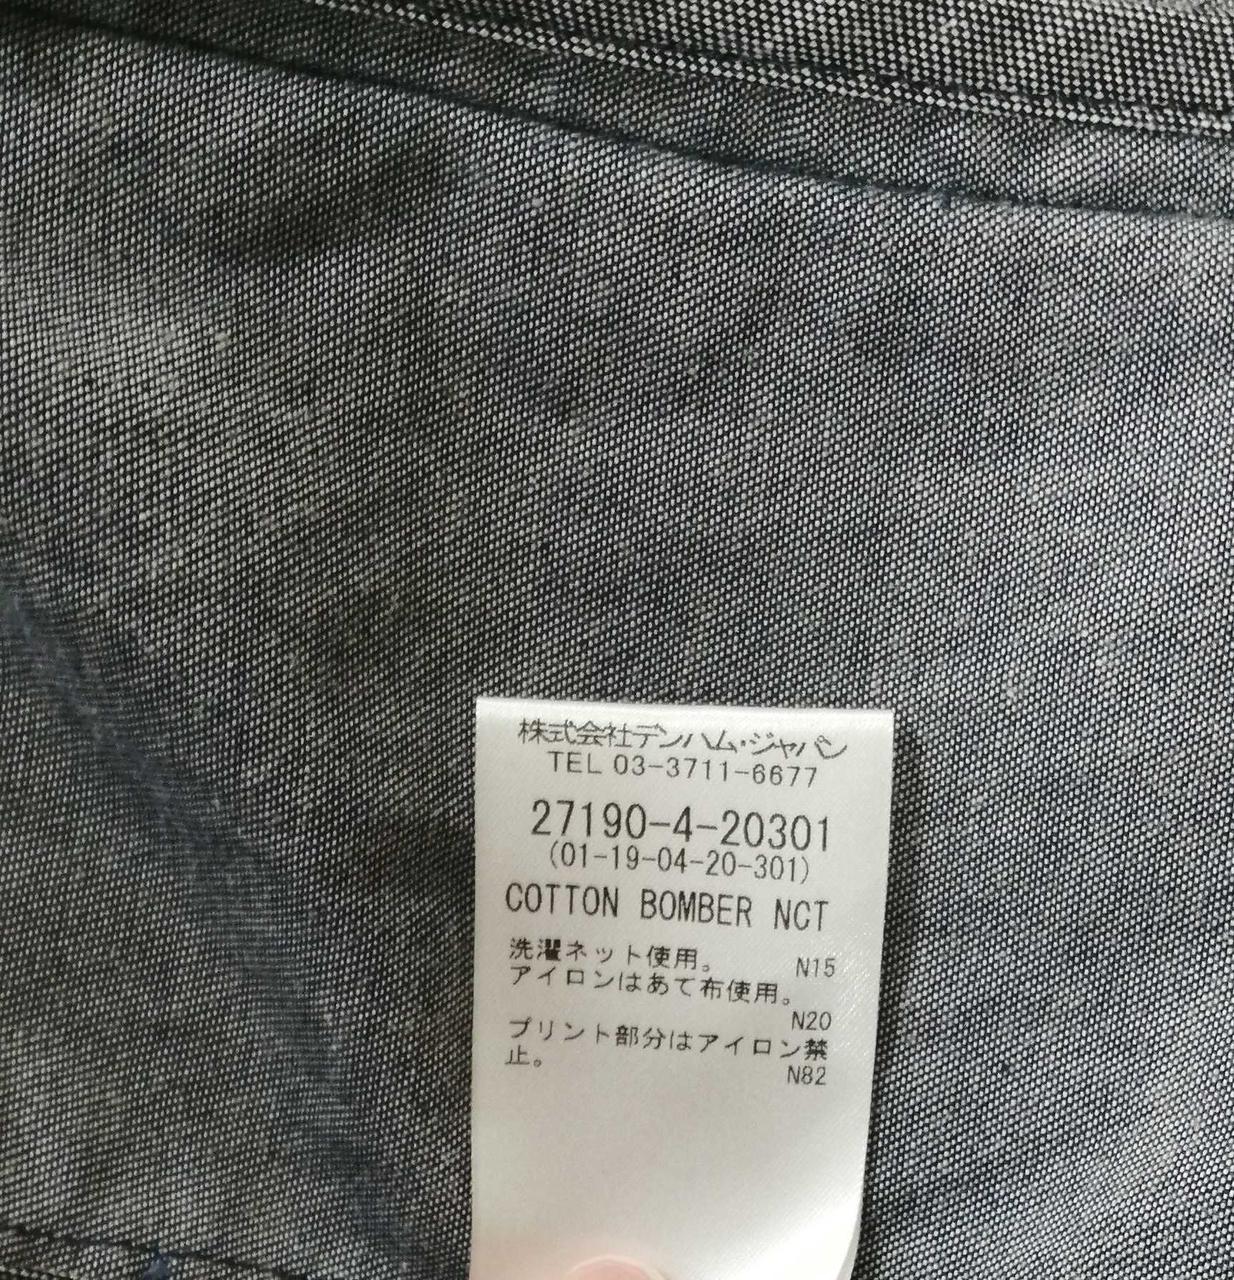 株式会社デンハム・ジャパン
TEL 03-3711-6677
27190-4-20301
(01-19-04-20-301)
COTTON BOMBER NCT
洗濯ネット使用。 N15
アイロンはあて布使用。
N20
プリント部分はアイロン禁
止。
N82